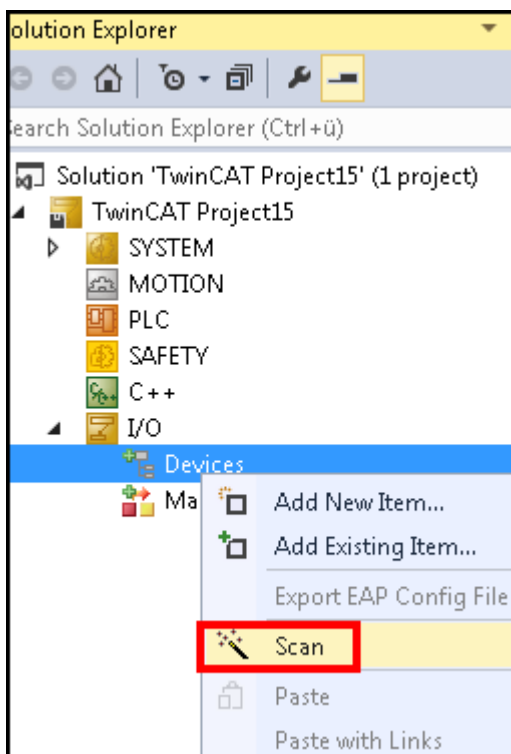 olution Explorer
earch Solution Explorer (Ctrl+ü)
Solution 'TwinCAT Project15' (1 project)
TwinCAT Project15
SYSTEM
MOTION
PLC
SAFETY
C++
I/O
Devices
Ma
Add New Item...
Add Existing Item...
Export EAP Config File
Scan
Paste
Paste with Links